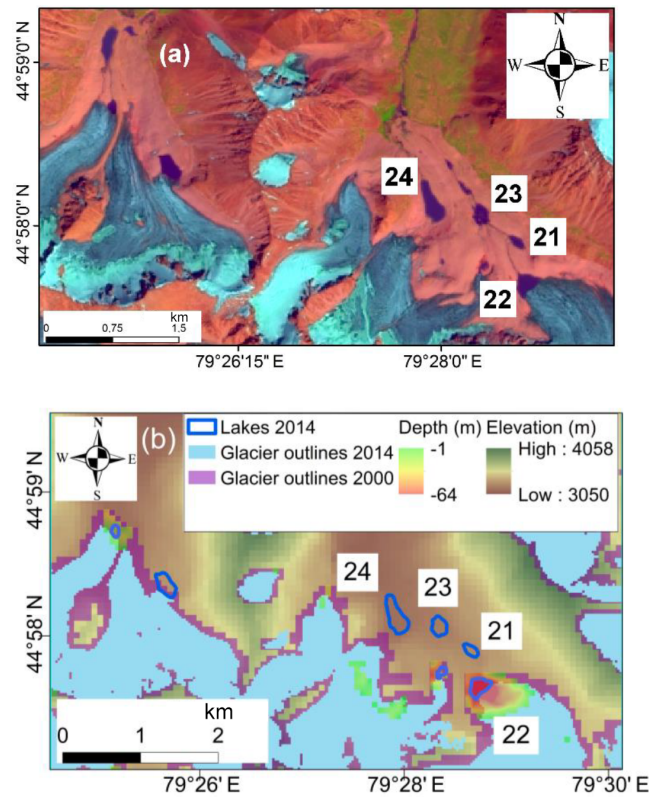 N
W E
S
(a)
24
23
21
22
44°59'0" N
44°58'0" N
km
0 0.75 1.5
79°26'15" E
79°28'0" E
N
W E
S
(b)
Lakes 2014
Glacier outlines 2014
Glacier outlines 2000
Depth (m)
-1
-64
Elevation (m)
High : 4058
Low : 3050
44°59' N
44°58' N
24
23
21
22
km
0 1 2
79°26' E
79°28' E
79°30' E